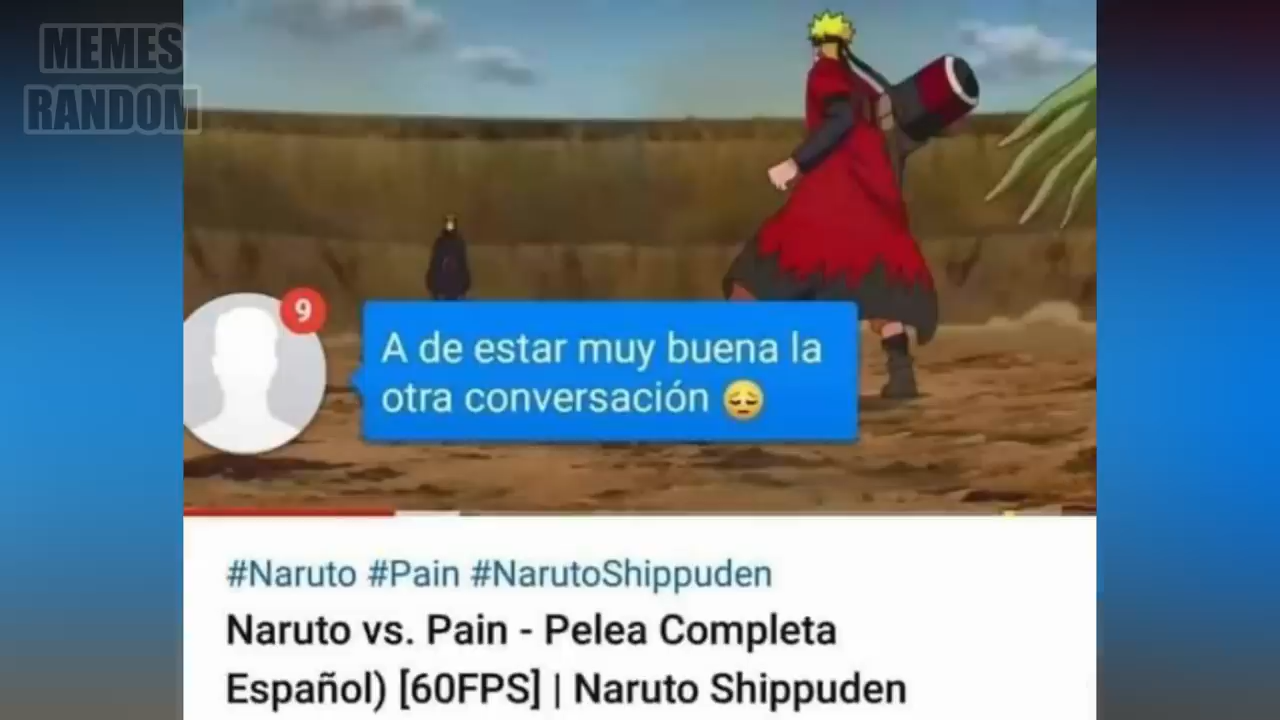 MEMES
RANDOM
9
A de estar muy buena la
otra conversación 😔
#Naruto #Pain #NarutoShippuden
Naruto vs. Pain - Pelea Completa
Español) [60FPS] | Naruto Shippuden